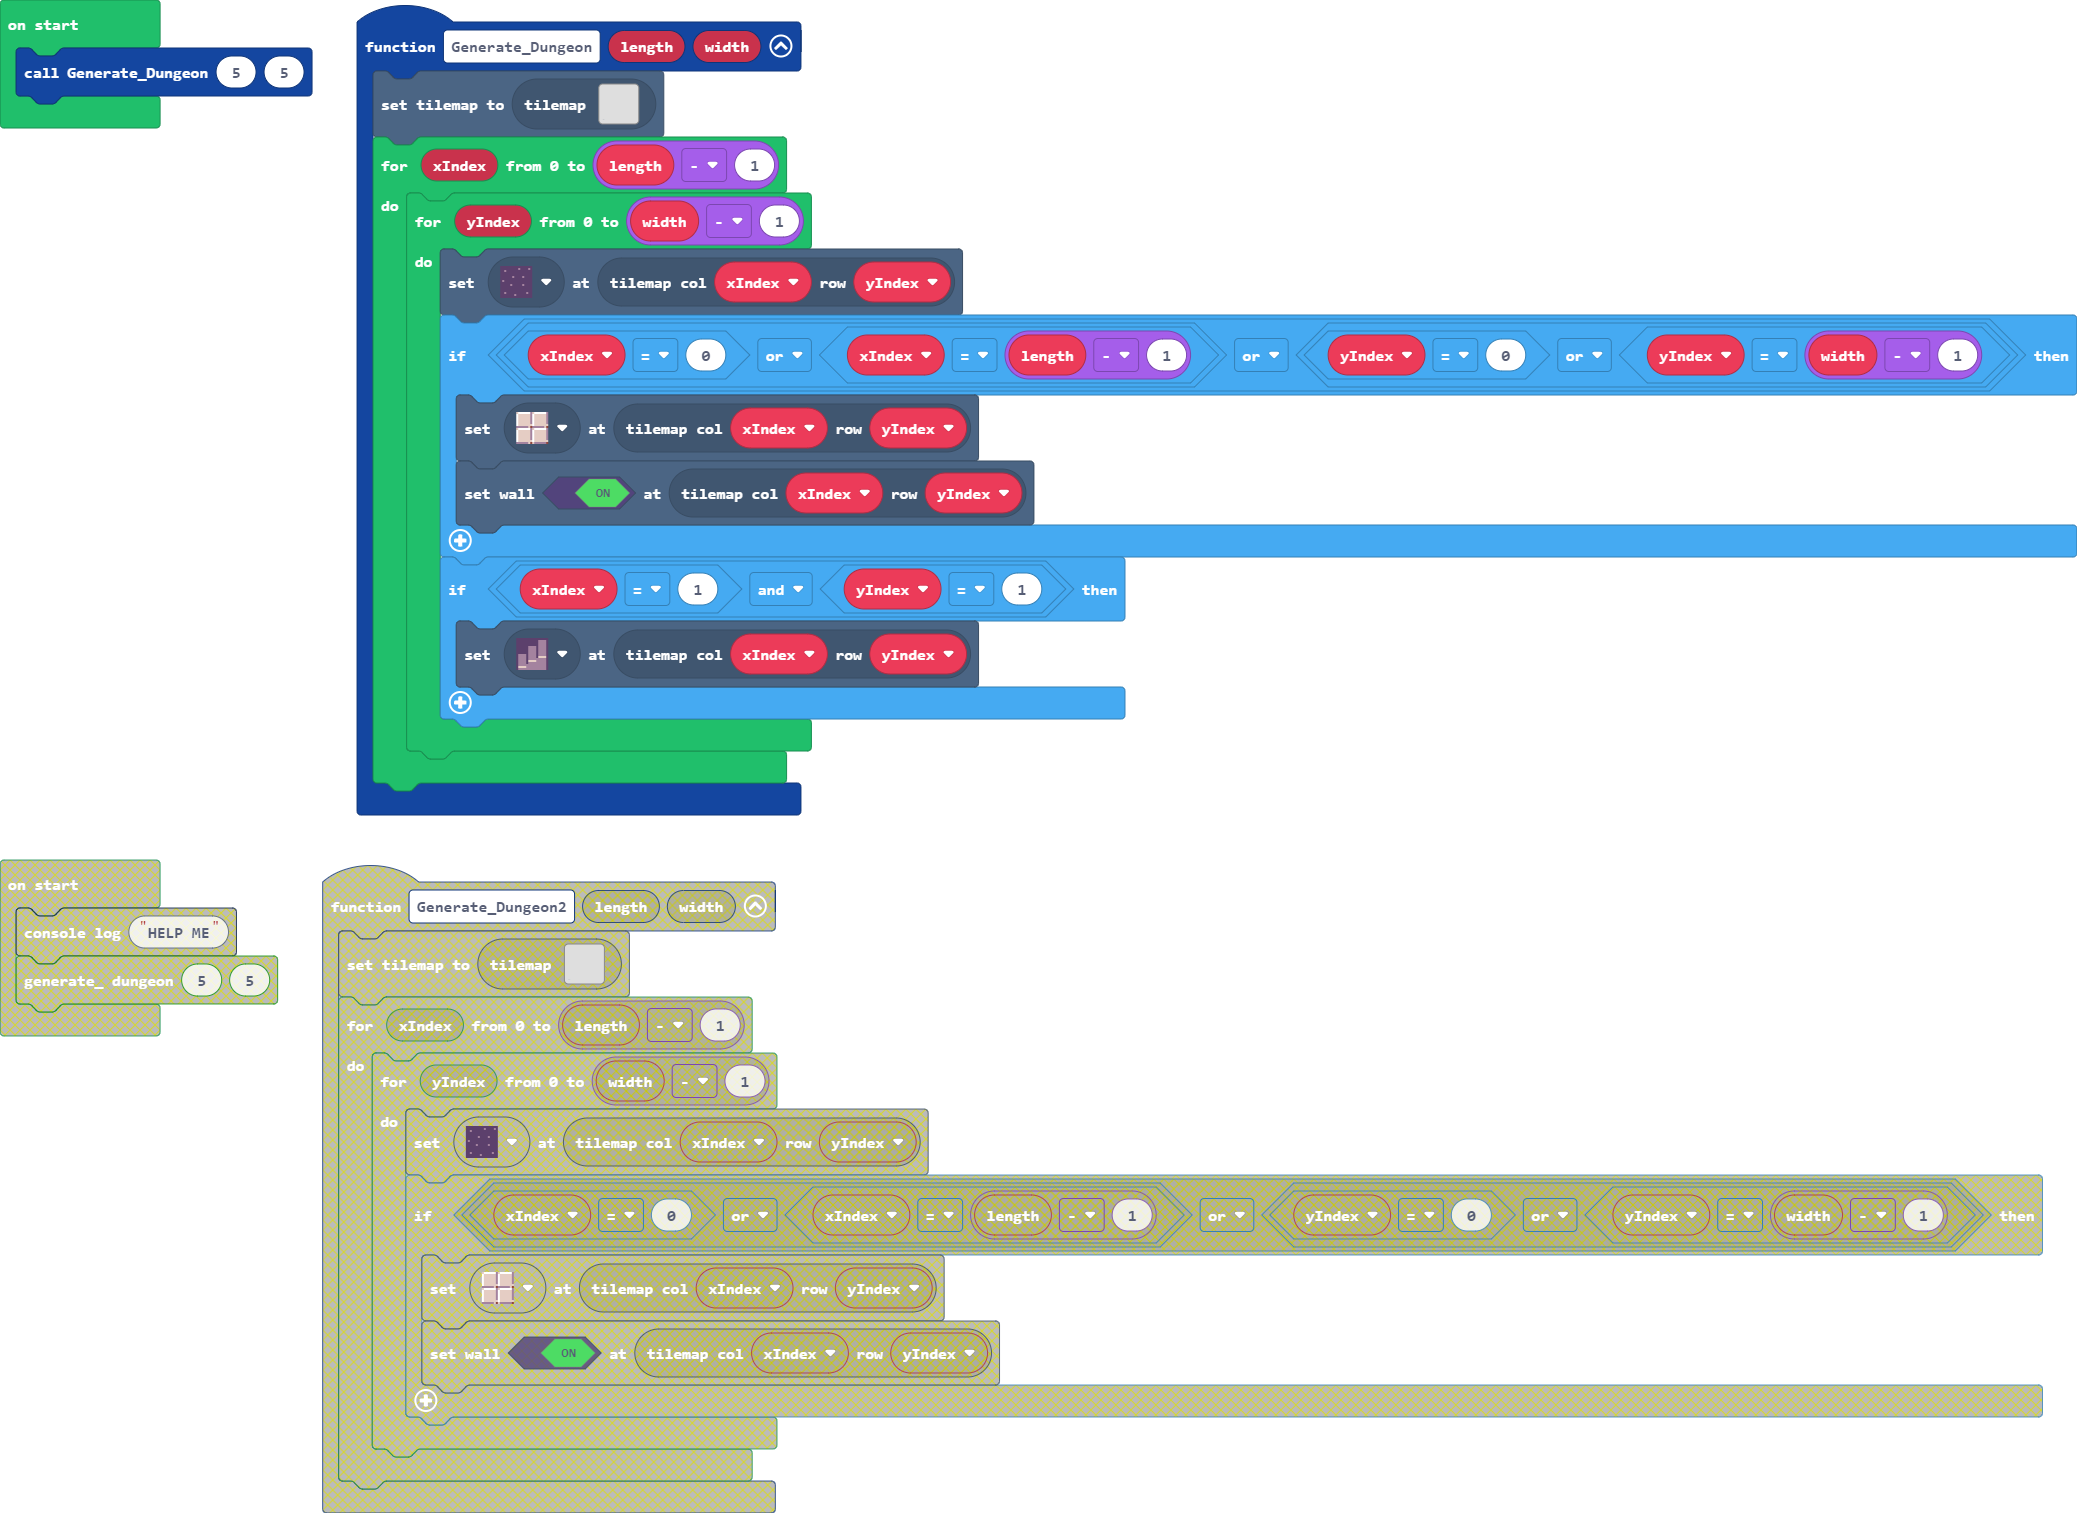 on start
call Generate_Dungeon 5 5
function Generate_Dungeon length width
set tilemap to tilemap
for xIndex from 0 to length - 1
do
for yIndex from 0 to width - 1
do
set at tilemap col xIndex row yIndex
if xIndex = 0 or xIndex = length - 1 or yIndex = 0 or yIndex = width - 1 then
set at tilemap col xIndex row yIndex
set wall ON at tilemap col xIndex row yIndex
if xIndex = 1 and yIndex = 1 then
set at tilemap col xIndex row yIndex
on start
console log "HELP ME"
generate_ dungeon 5 5
function Generate_Dungeon2 length width
set tilemap to tilemap
for xIndex from 0 to length - 1
do
for yIndex from 0 to width - 1
do
set at tilemap col xIndex row yIndex
if xIndex = 0 or xIndex = length - 1 or yIndex = 0 or yIndex = width - 1 then
set at tilemap col xIndex row yIndex
set wall ON at tilemap col xIndex row yIndex